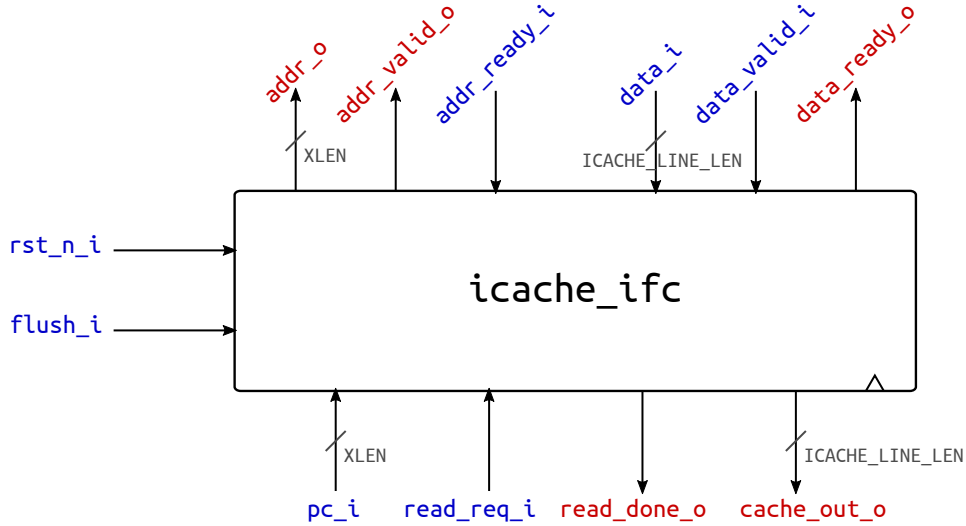 addr_o
addr_valid_o
addr_ready_i
data_i
data_valid_i
data_ready_o
XLEN
ICACHE_LINE_LEN
rst_n_i
icache_ifc
flush_i
XLEN
ICACHE_LINE_LEN
pc_i
read_req_i
read_done_o
cache_out_o